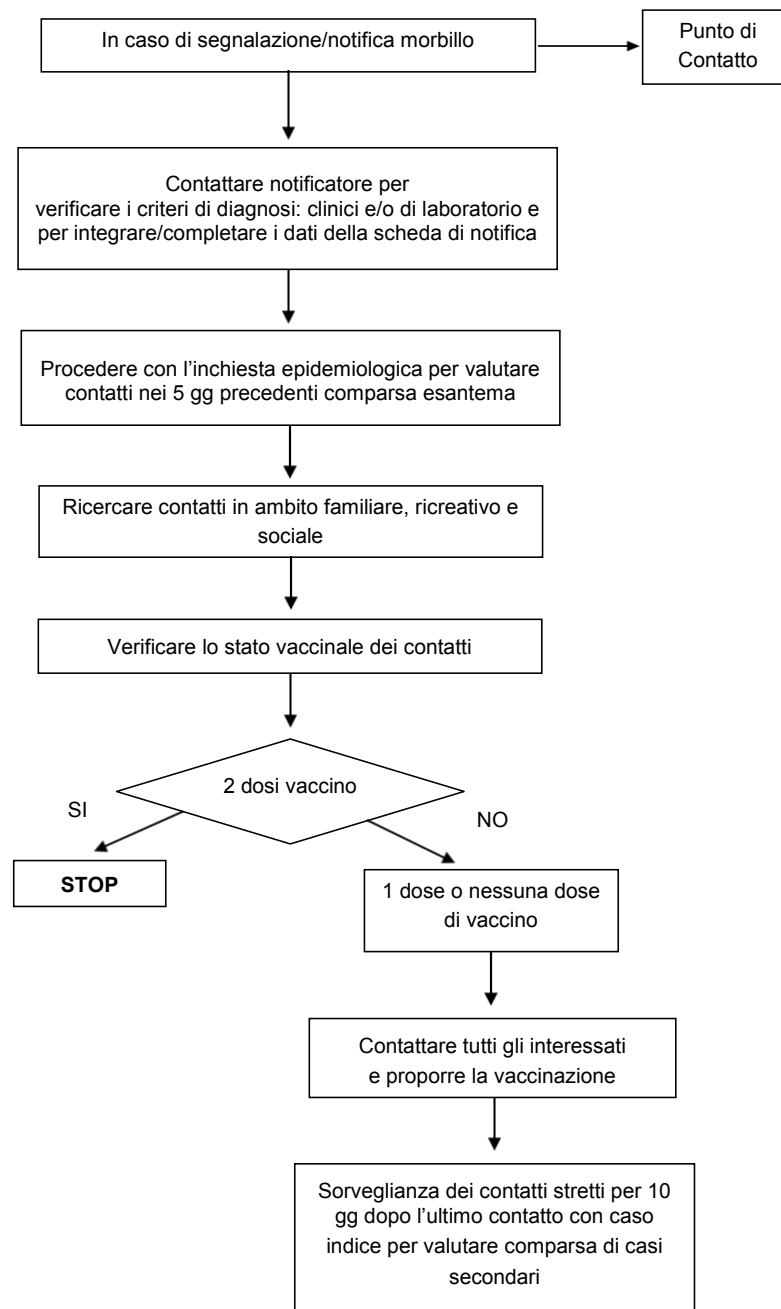 In caso di segnalazione/notifica morbillo
Punto di
Contatto
Contattare notificatore per
verificare i criteri di diagnosi: clinici e/o di laboratorio e
per integrare/completare i dati della scheda di notifica
Procedere con l'inchiesta epidemiologica per valutare
contatti nei 5 gg precedenti comparsa esantema
Ricercare contatti in ambito familiare, ricreativo e
sociale
Verificare lo stato vaccinale dei contatti
2 dosi vaccino
SI
NO
STOP
1 dose o nessuna dose
di vaccino
Contattare tutti gli interessati
e proporre la vaccinazione
Sorveglianza dei contatti stretti per 10
gg dopo l'ultimo contatto con caso
indice per valutare comparsa di casi
secondari